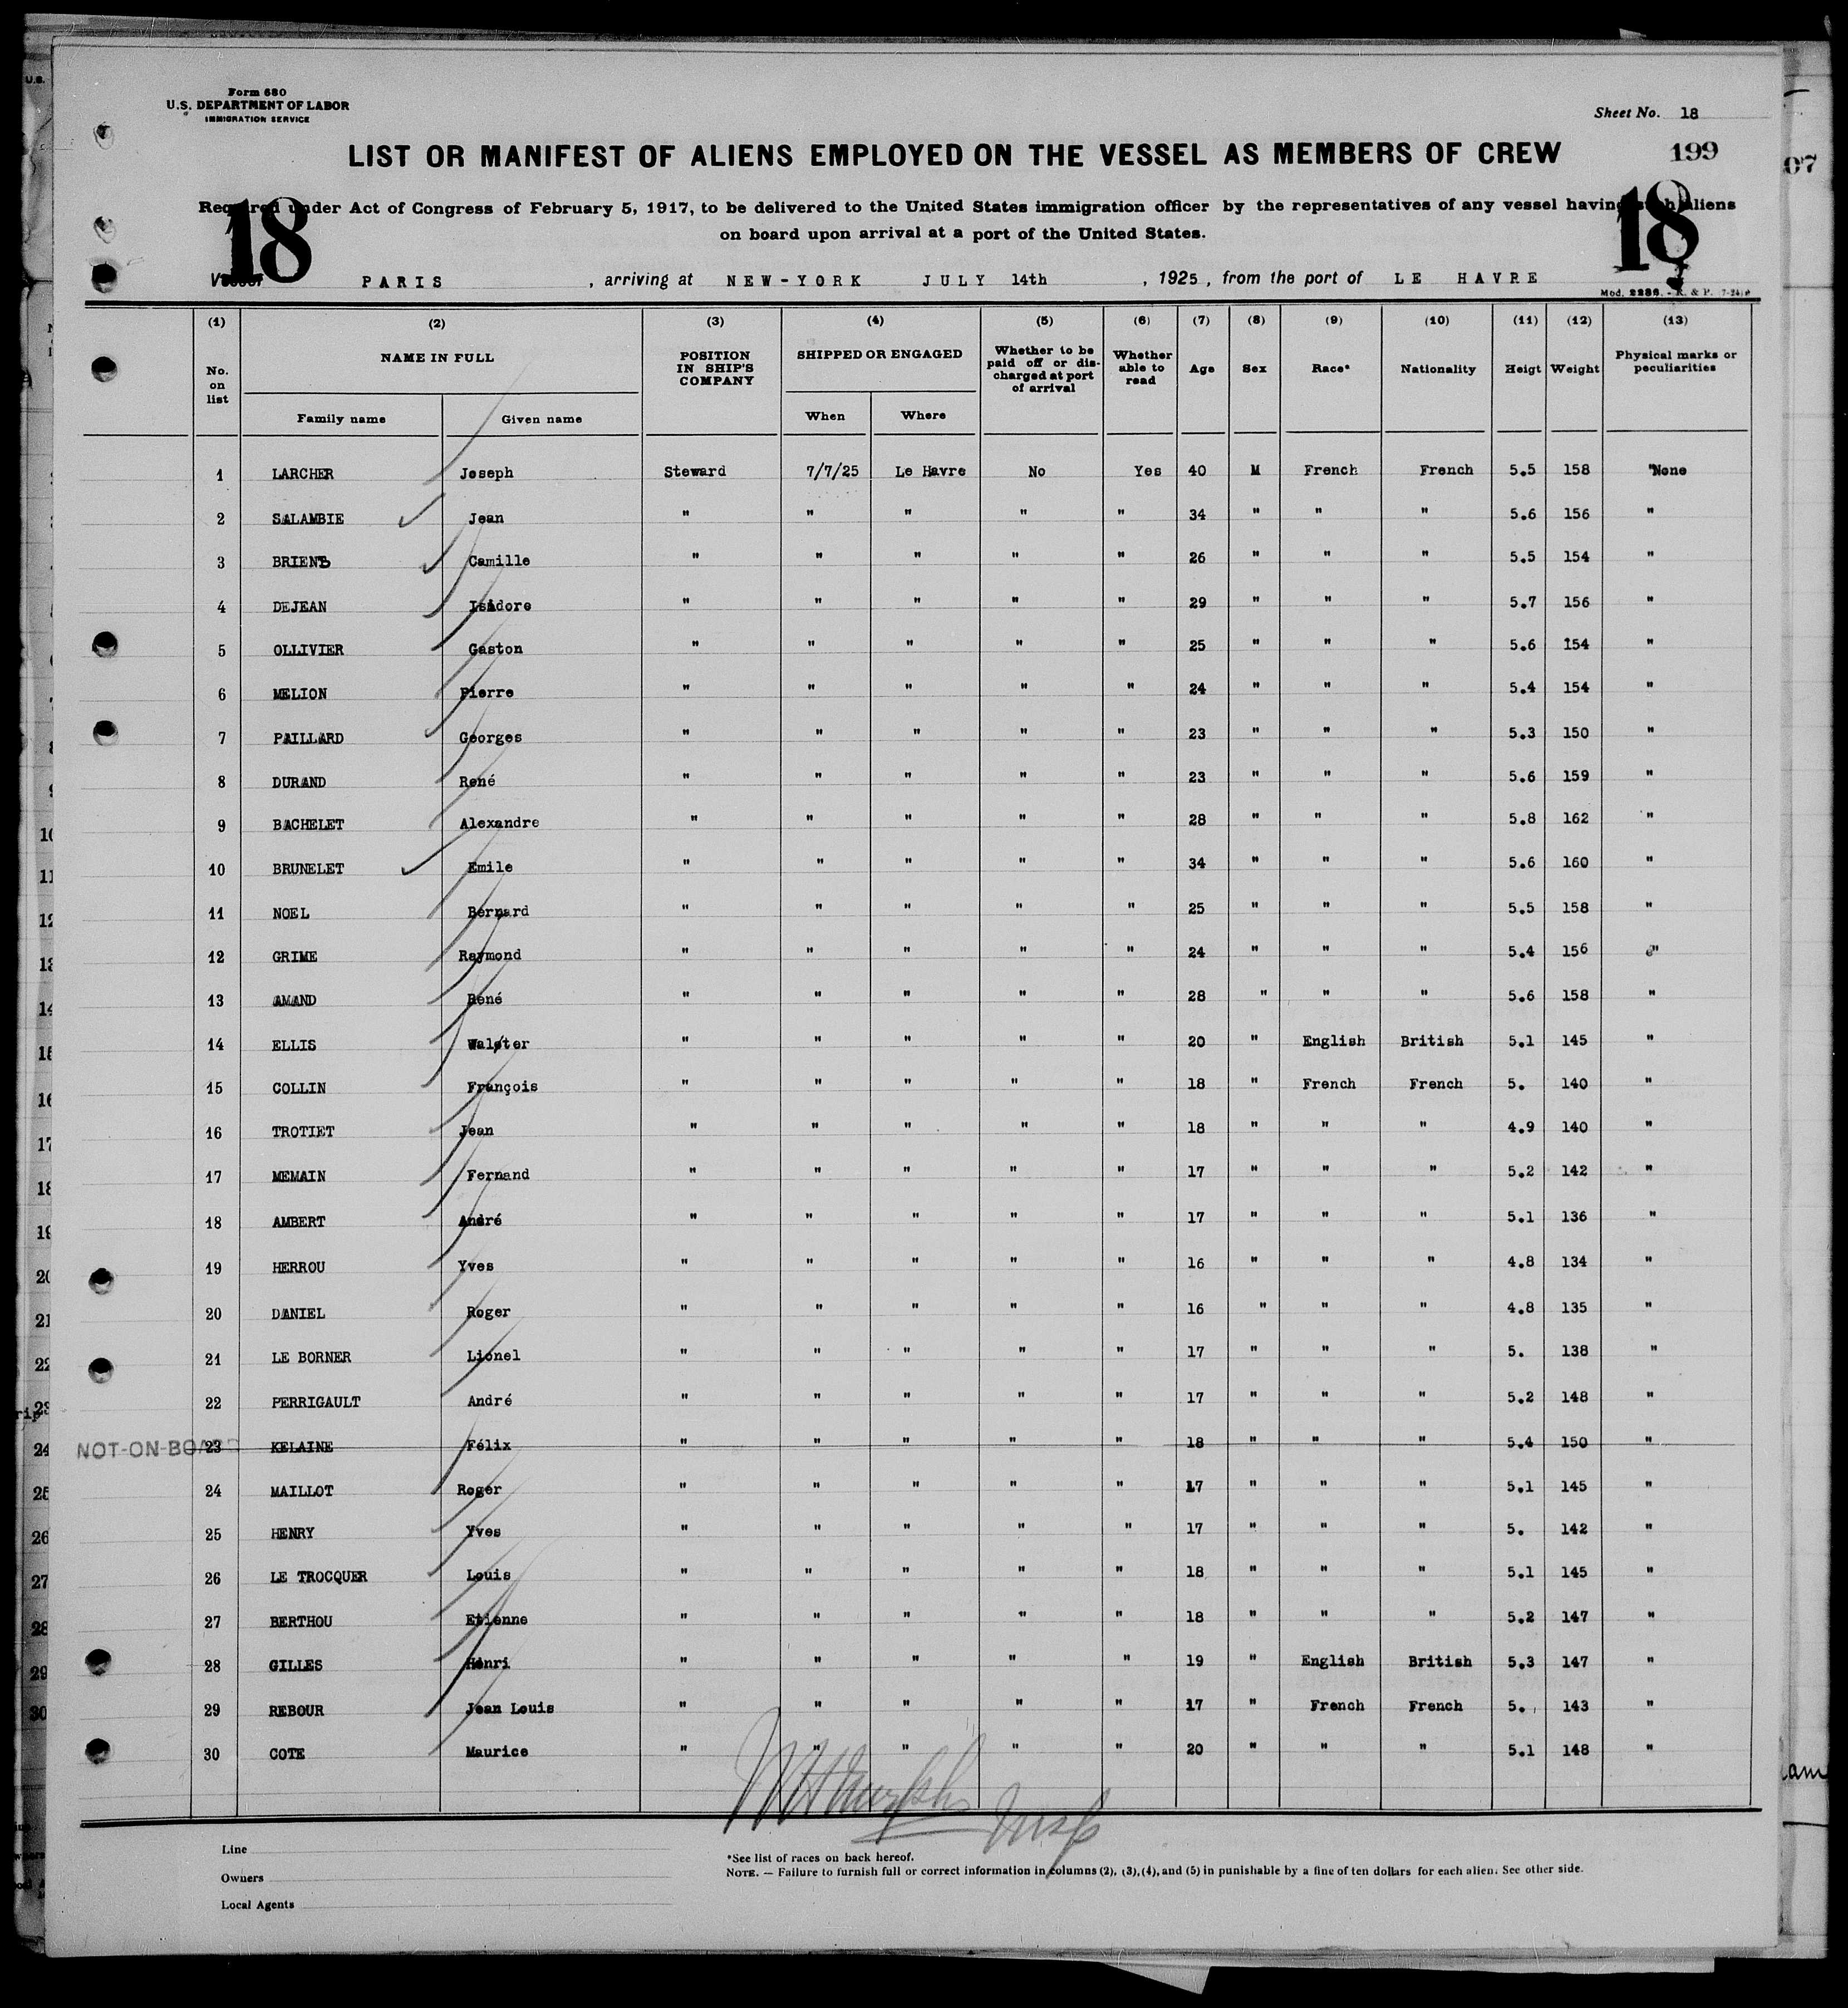 Form 680
U.S. DEPARTMENT OF LABOR
IMMIGRATION SERVICE
Sheet No. 18
LIST OR MANIFEST OF ALIENS EMPLOYED ON THE VESSEL AS MEMBERS OF CREW
199
Required under Act of Congress of February 5, 1917, to be delivered to the United States immigration officer by the representatives of any vessel having such aliens
on board upon arrival at a port of the United States.
18
18
Vessel PARIS , arriving at NEW-YORK JULY 14th , 1925, from the port of LE HAVRE
Mod. 2286. - R. & P. 7-24
(1) (2) (3) (4) (5) (6) (7) (8) (9) (10) (11) (12) (13)
No. on list NAME IN FULL POSITION IN SHIP'S COMPANY SHIPPED OR ENGAGED Whether to be paid off or discharged at port of arrival Whether able to read Age Sex Race* Nationality Heigt Weight Physical marks or peculiarities
Family name Given name When Where
1 LARCHER Joseph Steward 7/7/25 Le Havre No Yes 40 M French French 5.5 158 None
2 SALAMBIE Jean " " " " " 34 " " " 5.6 156 "
3 BRIENT Camille " " " " " 26 " " " 5.5 154 "
4 DEJEAN Isidore " " " " " 29 " " " 5.7 156 "
5 OLLIVIER Gaston " " " " " 25 " " " 5.6 154 "
6 MELION Pierre " " " " " 24 " " " 5.4 154 "
7 PAILLARD Georges " " " " " 23 " " " 5.3 150 "
8 DURAND René " " " " " 23 " " " 5.6 159 "
9 BACHELET Alexandre " " " " " 28 " " " 5.8 162 "
10 BRUNELET Emile " " " " " 34 " " " 5.6 160 "
11 NOEL Bernard " " " " " 25 " " " 5.5 158 "
12 GRIME Raymond " " " " " 24 " " " 5.4 156 "
13 AMAND René " " " " " 28 " " " 5.6 158 "
14 ELLIS Walter " " " " " 20 " English British 5.1 145 "
15 COLLIN François " " " " " 18 " French French 5. 140 "
16 TROTIET Jean " " " " " 18 " " " 4.9 140 "
17 MEMAIN Fernand " " " " " 17 " " " 5.2 142 "
18 AMBERT André " " " " " 17 " " " 5.1 136 "
19 HERROU Yves " " " " " 16 " " " 4.8 134 "
20 DANIEL Roger " " " " " 16 " " " 4.8 135 "
21 LE BORNER Lionel " " " " " 17 " " " 5. 138 "
22 PERRIGAULT André " " " " " 17 " " " 5.2 148 "
NOT-ON-BOARD 23 KELAINE Félix " " " " " 18 " " " 5.4 150 "
24 MAILLOT Roger " " " " " 17 " " " 5.1 145 "
25 HENRY Yves " " " " " 17 " " " 5. 142 "
26 LE TROCQUER Louis " " " " " 18 " " " 5.1 145 "
27 BERTHOU Etienne " " " " " 18 " " " 5.2 147 "
28 GILLES Henri " " " " " 19 " English British 5.3 147 "
29 REBOUR Jean Louis " " " " " 17 " French French 5. 143 "
30 COTE Maurice " " " " " 20 " " " 5.1 148 "
Line
Owners
Local Agents
*See list of races on back hereof.
NOTE. — Failure to furnish full or correct information in columns (2), (3), (4), and (5) in punishable by a fine of ten dollars for each alien. See other side.